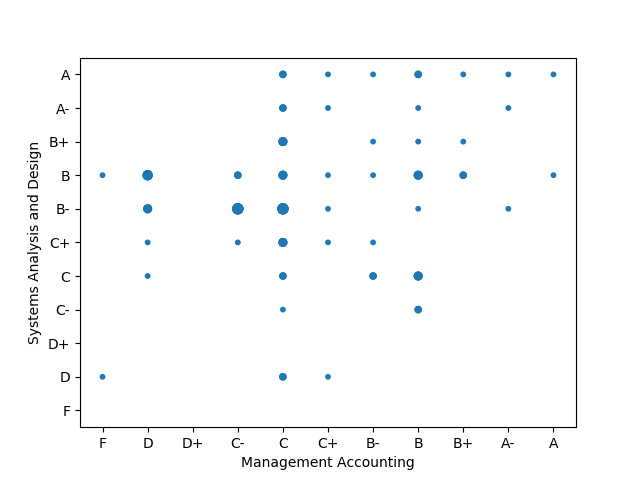 A
A-
B+
B
B-
C+
C
C-
D+
D
F
Systems Analysis and Design
F D D+ C- C C+ B- B B+ A- A
Management Accounting